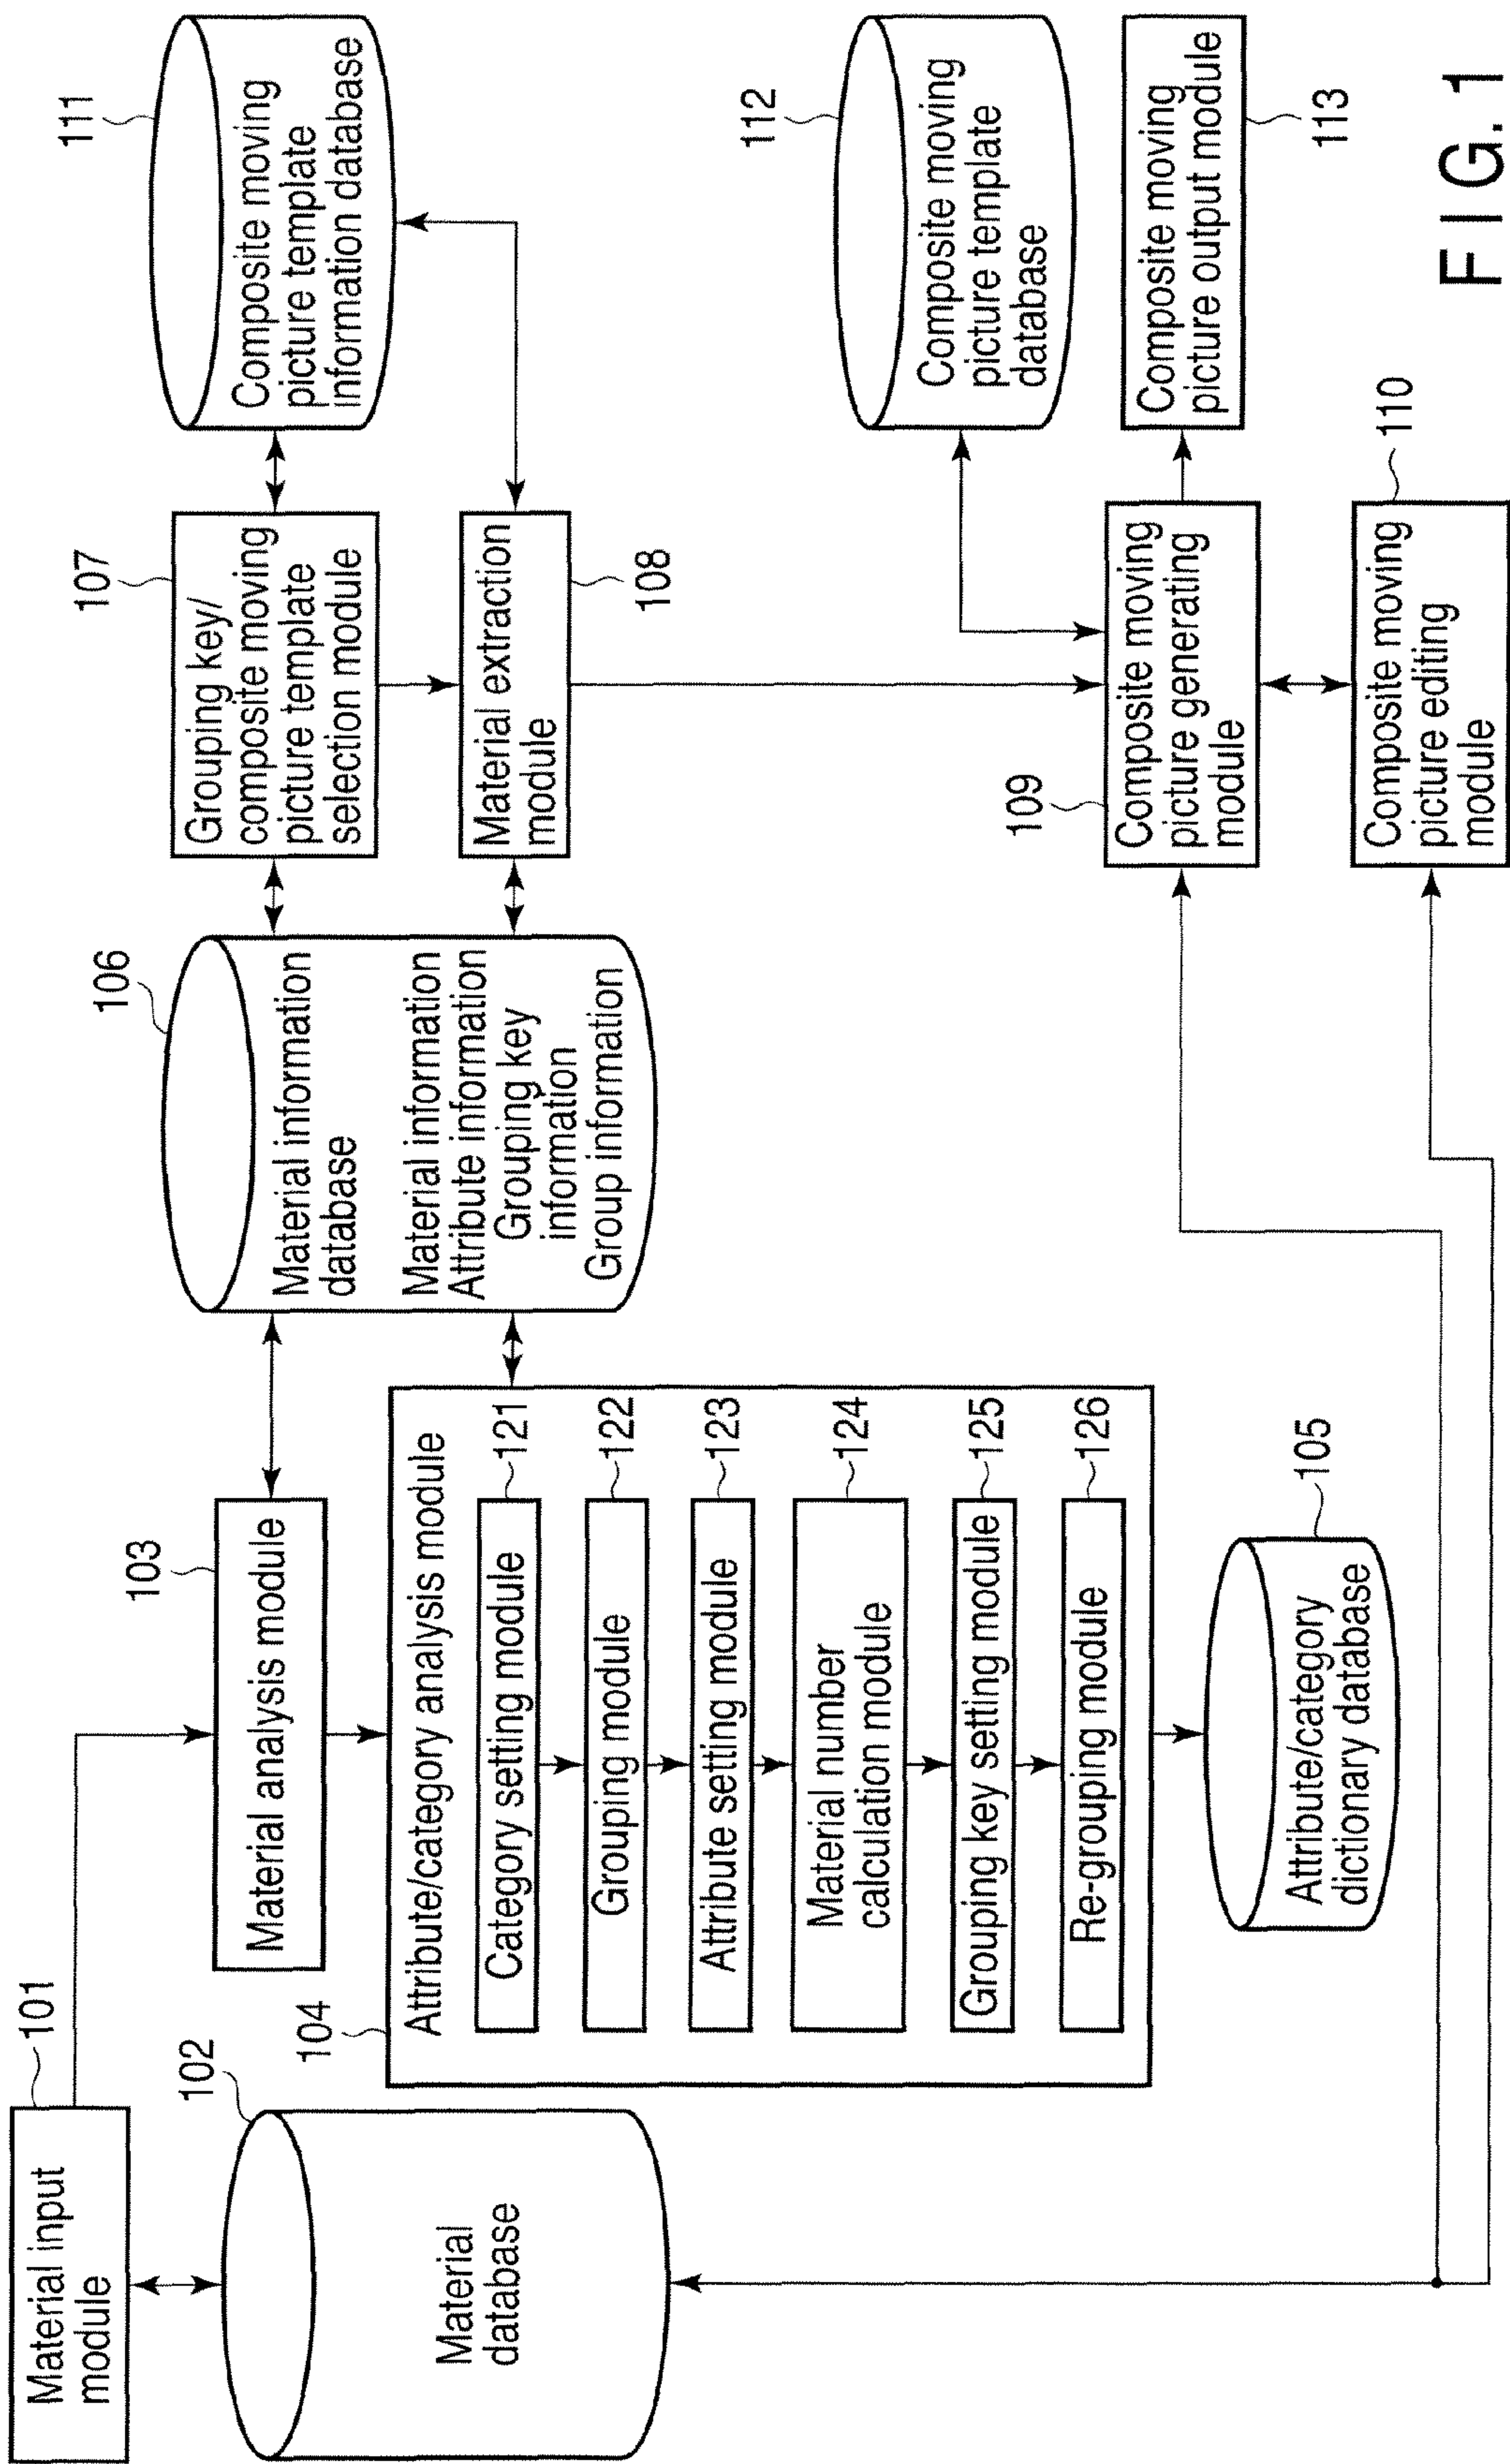 101
Material input
module
102
Material
database
103
Material analysis module
104
Attribute/category analysis module
Category setting module
121
Grouping module
122
Attribute setting module
123
Material number
calculation module
124
Grouping key setting module
125
Re-grouping module
126
105
Attribute/category
dictionary database
106
Material information
database
Material information
Attribute information
Grouping key
information
Group information
107
Grouping key/
composite moving
picture template
selection module
Material extraction
module
108
111
Composite moving
picture template
information database
112
Composite moving
picture template
database
109
Composite moving
picture generating
module
Composite moving
picture output module
113
110
Composite moving
picture editing
module
FIG. 1